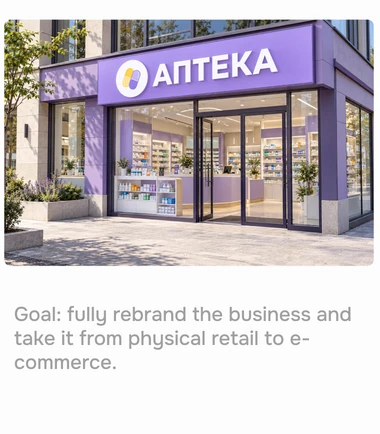 АПТЕКА
Goal: fully rebrand the business and
take it from physical retail to e-
commerce.